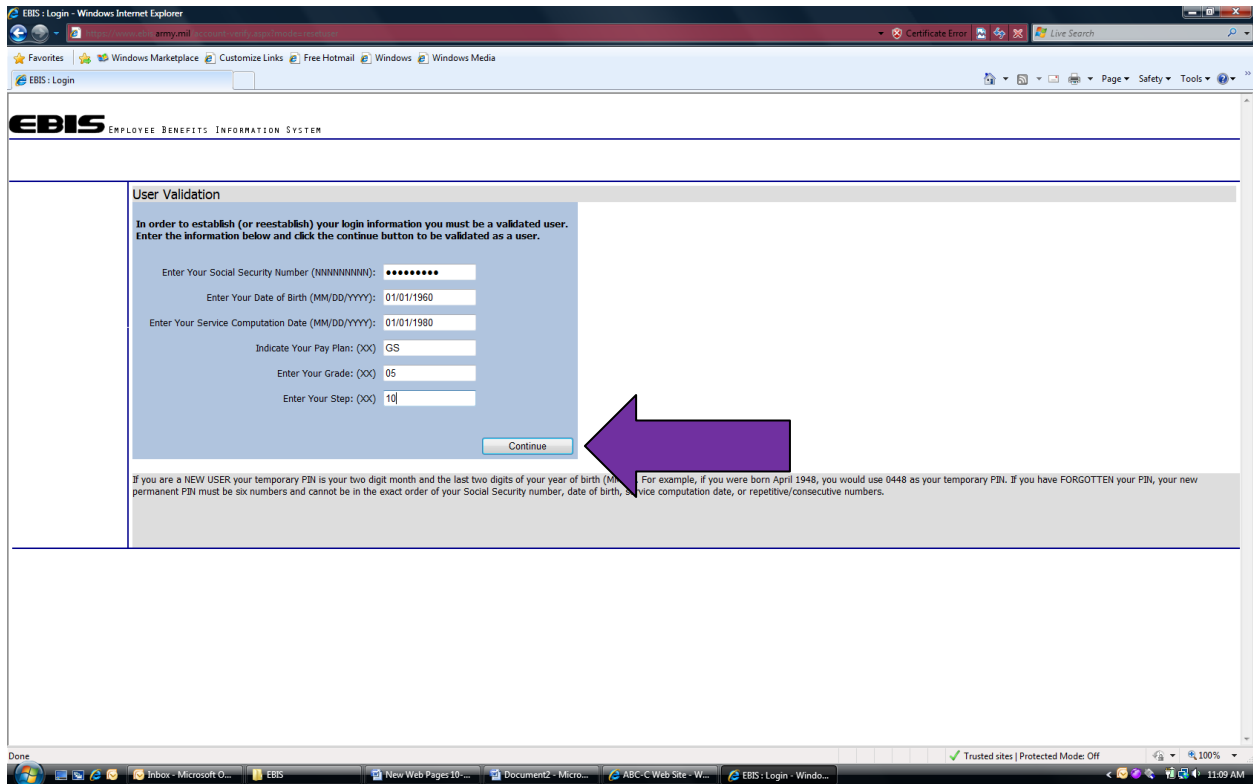 EBIS : Login - Windows Internet Explorer
https://www.ebis.army.mil/account-verify.aspx?mode=resetuser
Certificate Error
Live Search
Favorites Windows Marketplace Customize Links Free Hotmail Windows Windows Media
EBIS : Login
Page Safety Tools
EBIS EMPLOYEE BENEFITS INFORMATION SYSTEM
User Validation
In order to establish (or reestablish) your login information you must be a validated user.
Enter the information below and click the continue button to be validated as a user.
Enter Your Social Security Number (NNNNNNNNN): •••••••••
Enter Your Date of Birth (MM/DD/YYYY): 01/01/1960
Enter Your Service Computation Date (MM/DD/YYYY): 01/01/1980
Indicate Your Pay Plan: (XX) GS
Enter Your Grade: (XX) 05
Enter Your Step: (XX) 10
Continue
If you are a NEW USER your temporary PIN is your two digit month and the last two digits of your year of birth For example, if you were born April 1948, you would use 0448 as your temporary PIN. If you have FORGOTTEN your PIN, your new
permanent PIN must be six numbers and cannot be in the exact order of your Social Security number, date of birth, service computation date, or repetitive/consecutive numbers.
Done
Trusted sites | Protected Mode: Off
100%
Inbox - Microsoft O...
EBIS
New Web Pages 10-...
Document2 - Micro...
ABC-C Web Site - W...
EBIS : Login - Windo...
11:09 AM